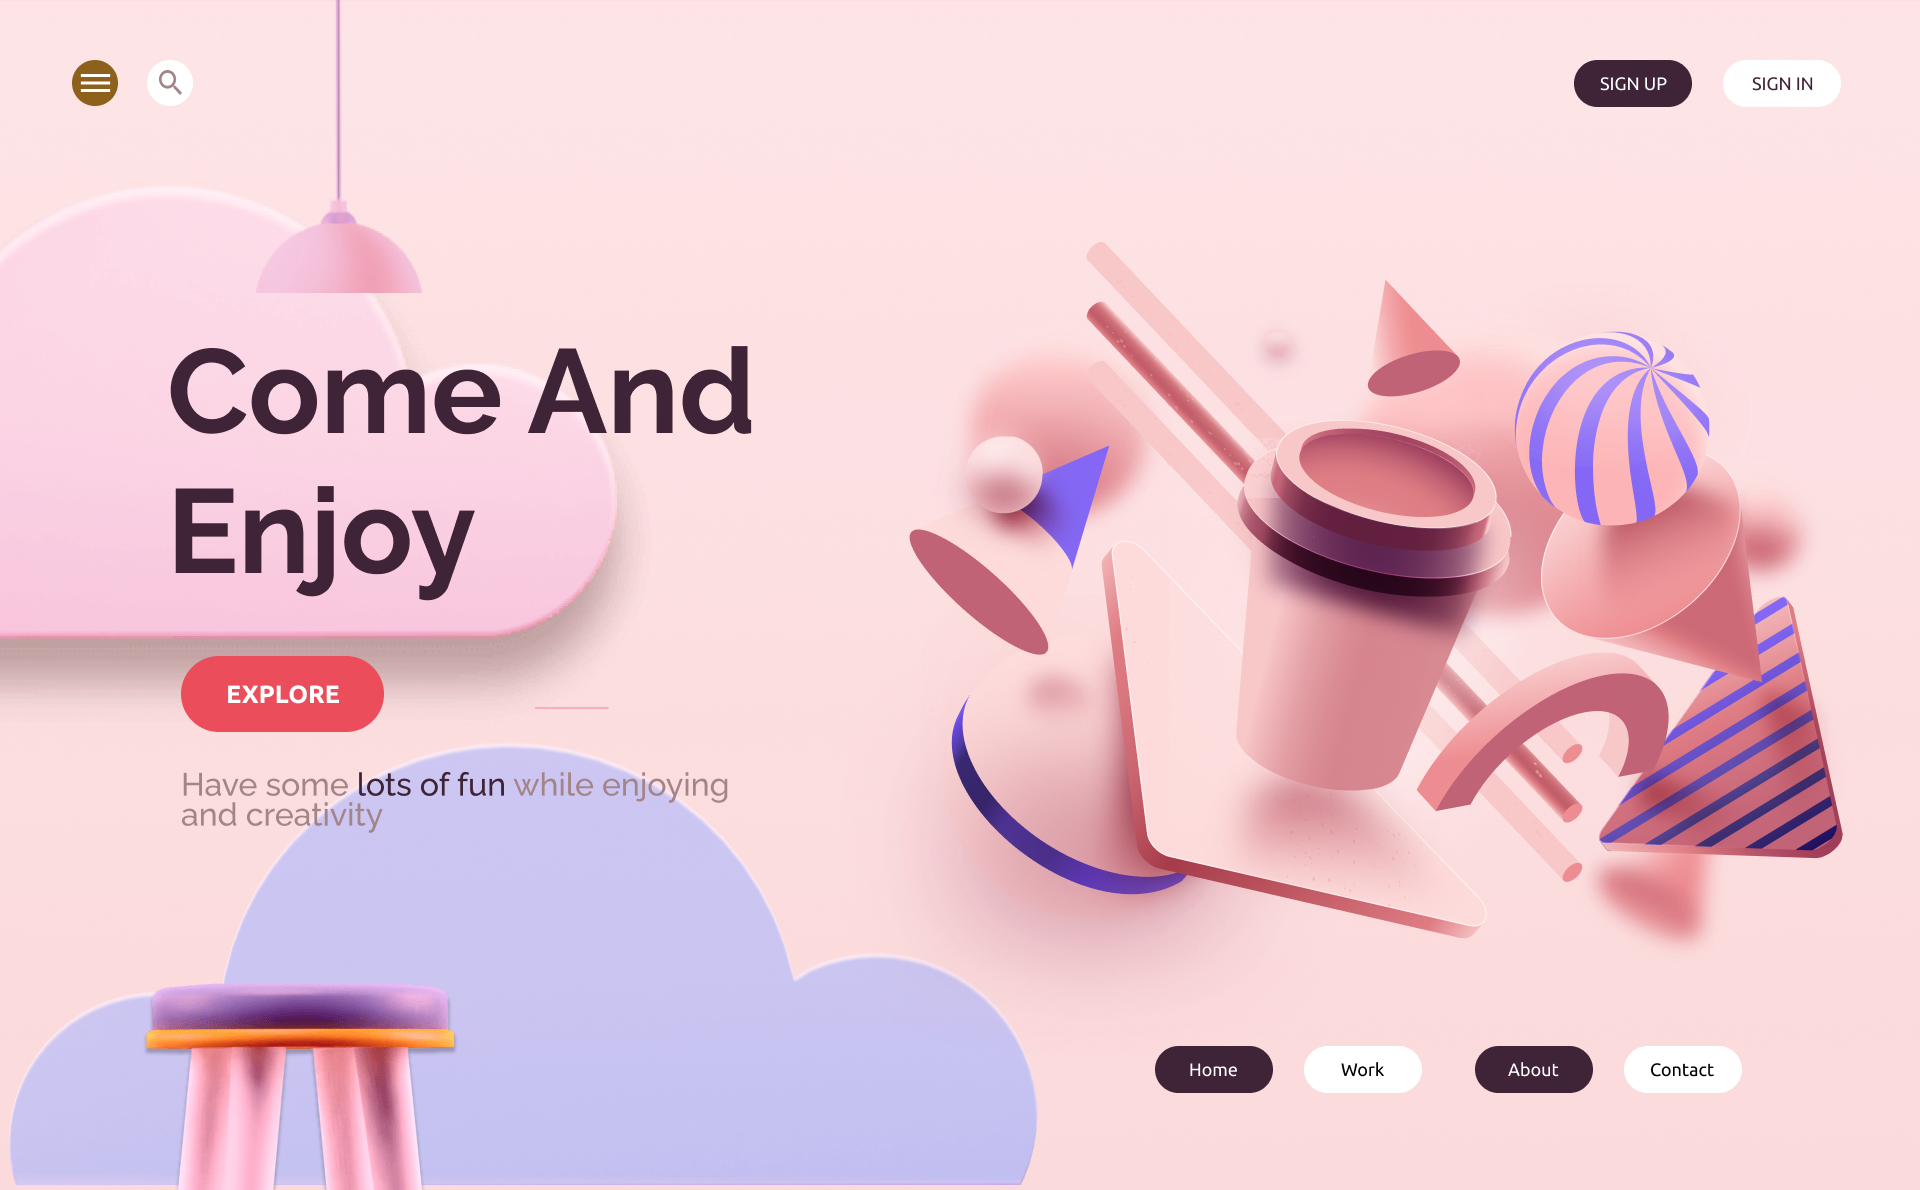 SIGN UP
SIGN IN
Come And
Enjoy
EXPLORE
Have some lots of fun while enjoying
and creativity
Home
Work
About
Contact